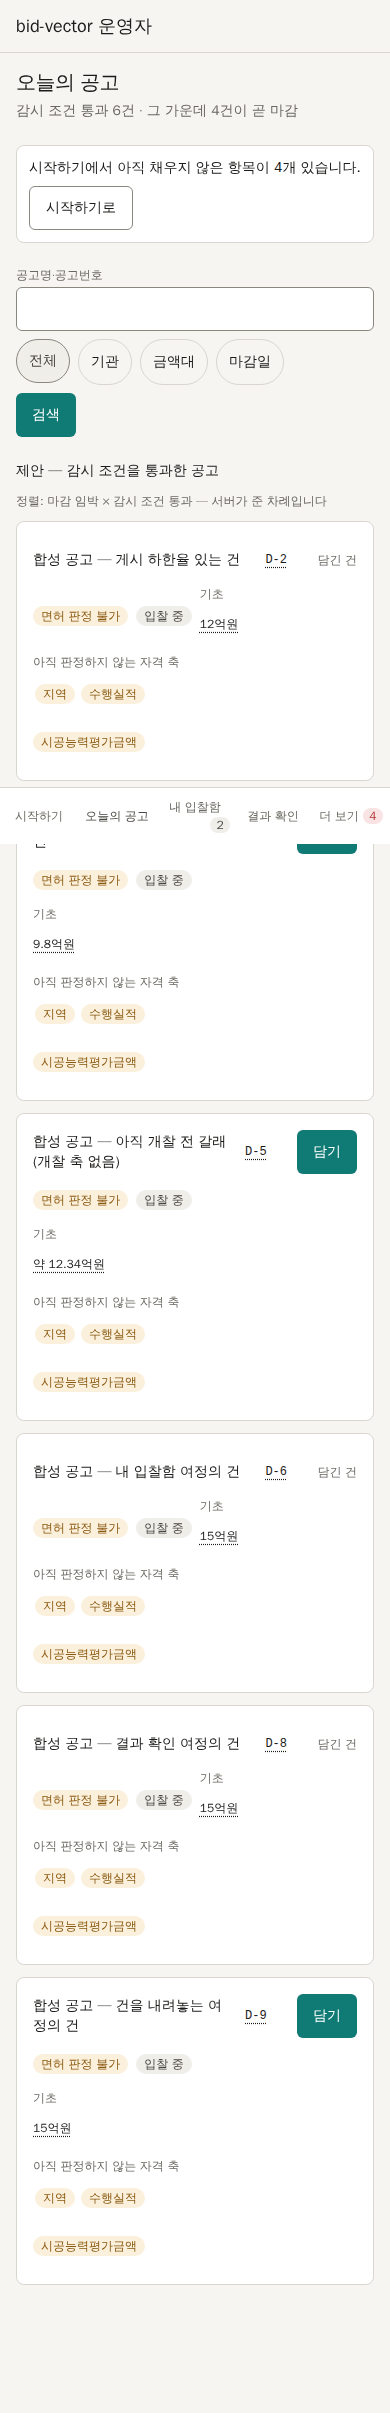 bid-vector 운영자
오늘의 공고
감시 조건 통과 6건 · 그 가운데 4건이 곧 마감
시작하기에서 아직 채우지 않은 항목이 4개 있습니다.
시작하기로
공고명·공고번호
전체 기관 금액대 마감일
검색
제안 — 감시 조건을 통과한 공고
정렬: 마감 임박 × 감시 조건 통과 — 서버가 준 차례입니다
합성 공고 — 게시 하한율 있는 건 D-2 담긴 건
기초
면허 판정 불가 입찰 중 12억원
아직 판정하지 않는 자격 축
지역 수행실적
시공능력평가금액
시작하기 오늘의 공고 내 입찰함 2 결과 확인 더 보기 4
면허 판정 불가 입찰 중
기초
9.8억원
아직 판정하지 않는 자격 축
지역 수행실적
시공능력평가금액
합성 공고 — 아직 개찰 전 갈래 (개찰 축 없음) D-5 담기
면허 판정 불가 입찰 중
기초
약 12.34억원
아직 판정하지 않는 자격 축
지역 수행실적
시공능력평가금액
합성 공고 — 내 입찰함 여정의 건 D-6 담긴 건
기초
면허 판정 불가 입찰 중 15억원
아직 판정하지 않는 자격 축
지역 수행실적
시공능력평가금액
합성 공고 — 결과 확인 여정의 건 D-8 담긴 건
기초
면허 판정 불가 입찰 중 15억원
아직 판정하지 않는 자격 축
지역 수행실적
시공능력평가금액
합성 공고 — 건을 내려놓는 여정의 건 D-9 담기
면허 판정 불가 입찰 중
기초
15억원
아직 판정하지 않는 자격 축
지역 수행실적
시공능력평가금액